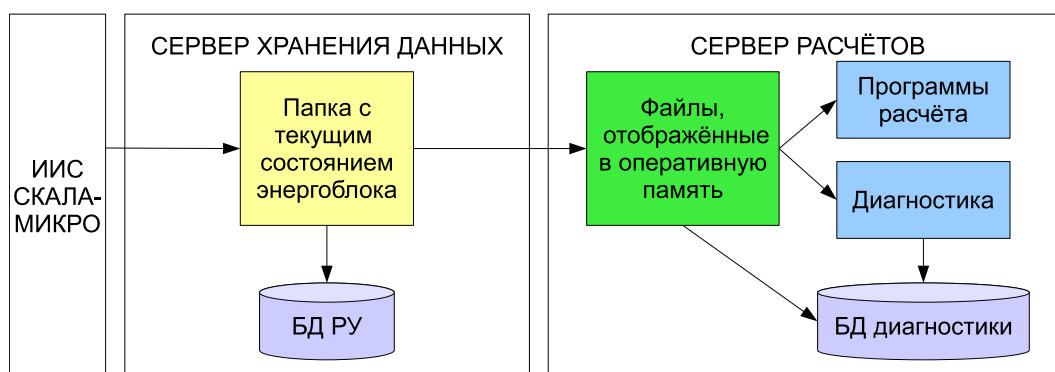 ИИС
СКАЛА-
МИКРО
СЕРВЕР ХРАНЕНИЯ ДАННЫХ
Папка с
текущим
состоянием
энергоблока
БД РУ
СЕРВЕР РАСЧЁТОВ
Файлы,
отображённые
в оперативную
память
Программы
расчёта
Диагностика
БД диагностики